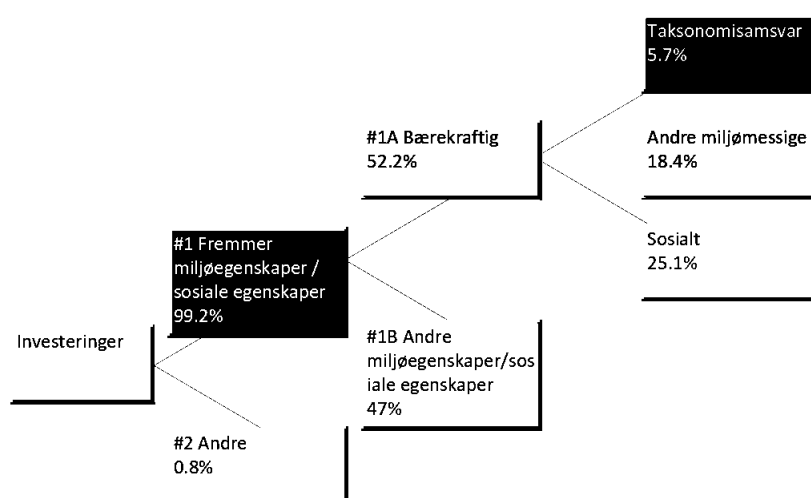 Taksonomisamsvar
5.7%
#1A Bærekraftig
52.2%
Andre miljømessige
18.4%
#1 Fremmer
miljøegenskaper /
sosiale egenskaper
99.2%
Sosialt
25.1%
Investeringer
#1B Andre
miljøegenskaper/sos
iale egenskaper
47%
#2 Andre
0.8%